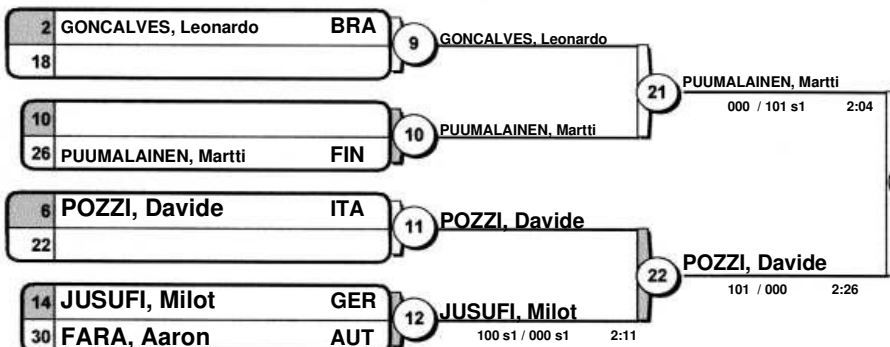 2 GONCALVES, Leonardo BRA
18
9
GONCALVES, Leonardo
10
26 PUUMALAINEN, Martti FIN
10
PUUMALAINEN, Martti
21
PUUMALAINEN, Martti
000 / 101 s1 2:04
6 POZZI, Davide ITA
22
11
POZZI, Davide
14 JUSUFI, Milot GER
30 FARA, Aaron AUT
12
JUSUFI, Milot
100 s1 / 000 s1 2:11
22
POZZI, Davide
101 / 000 2:26